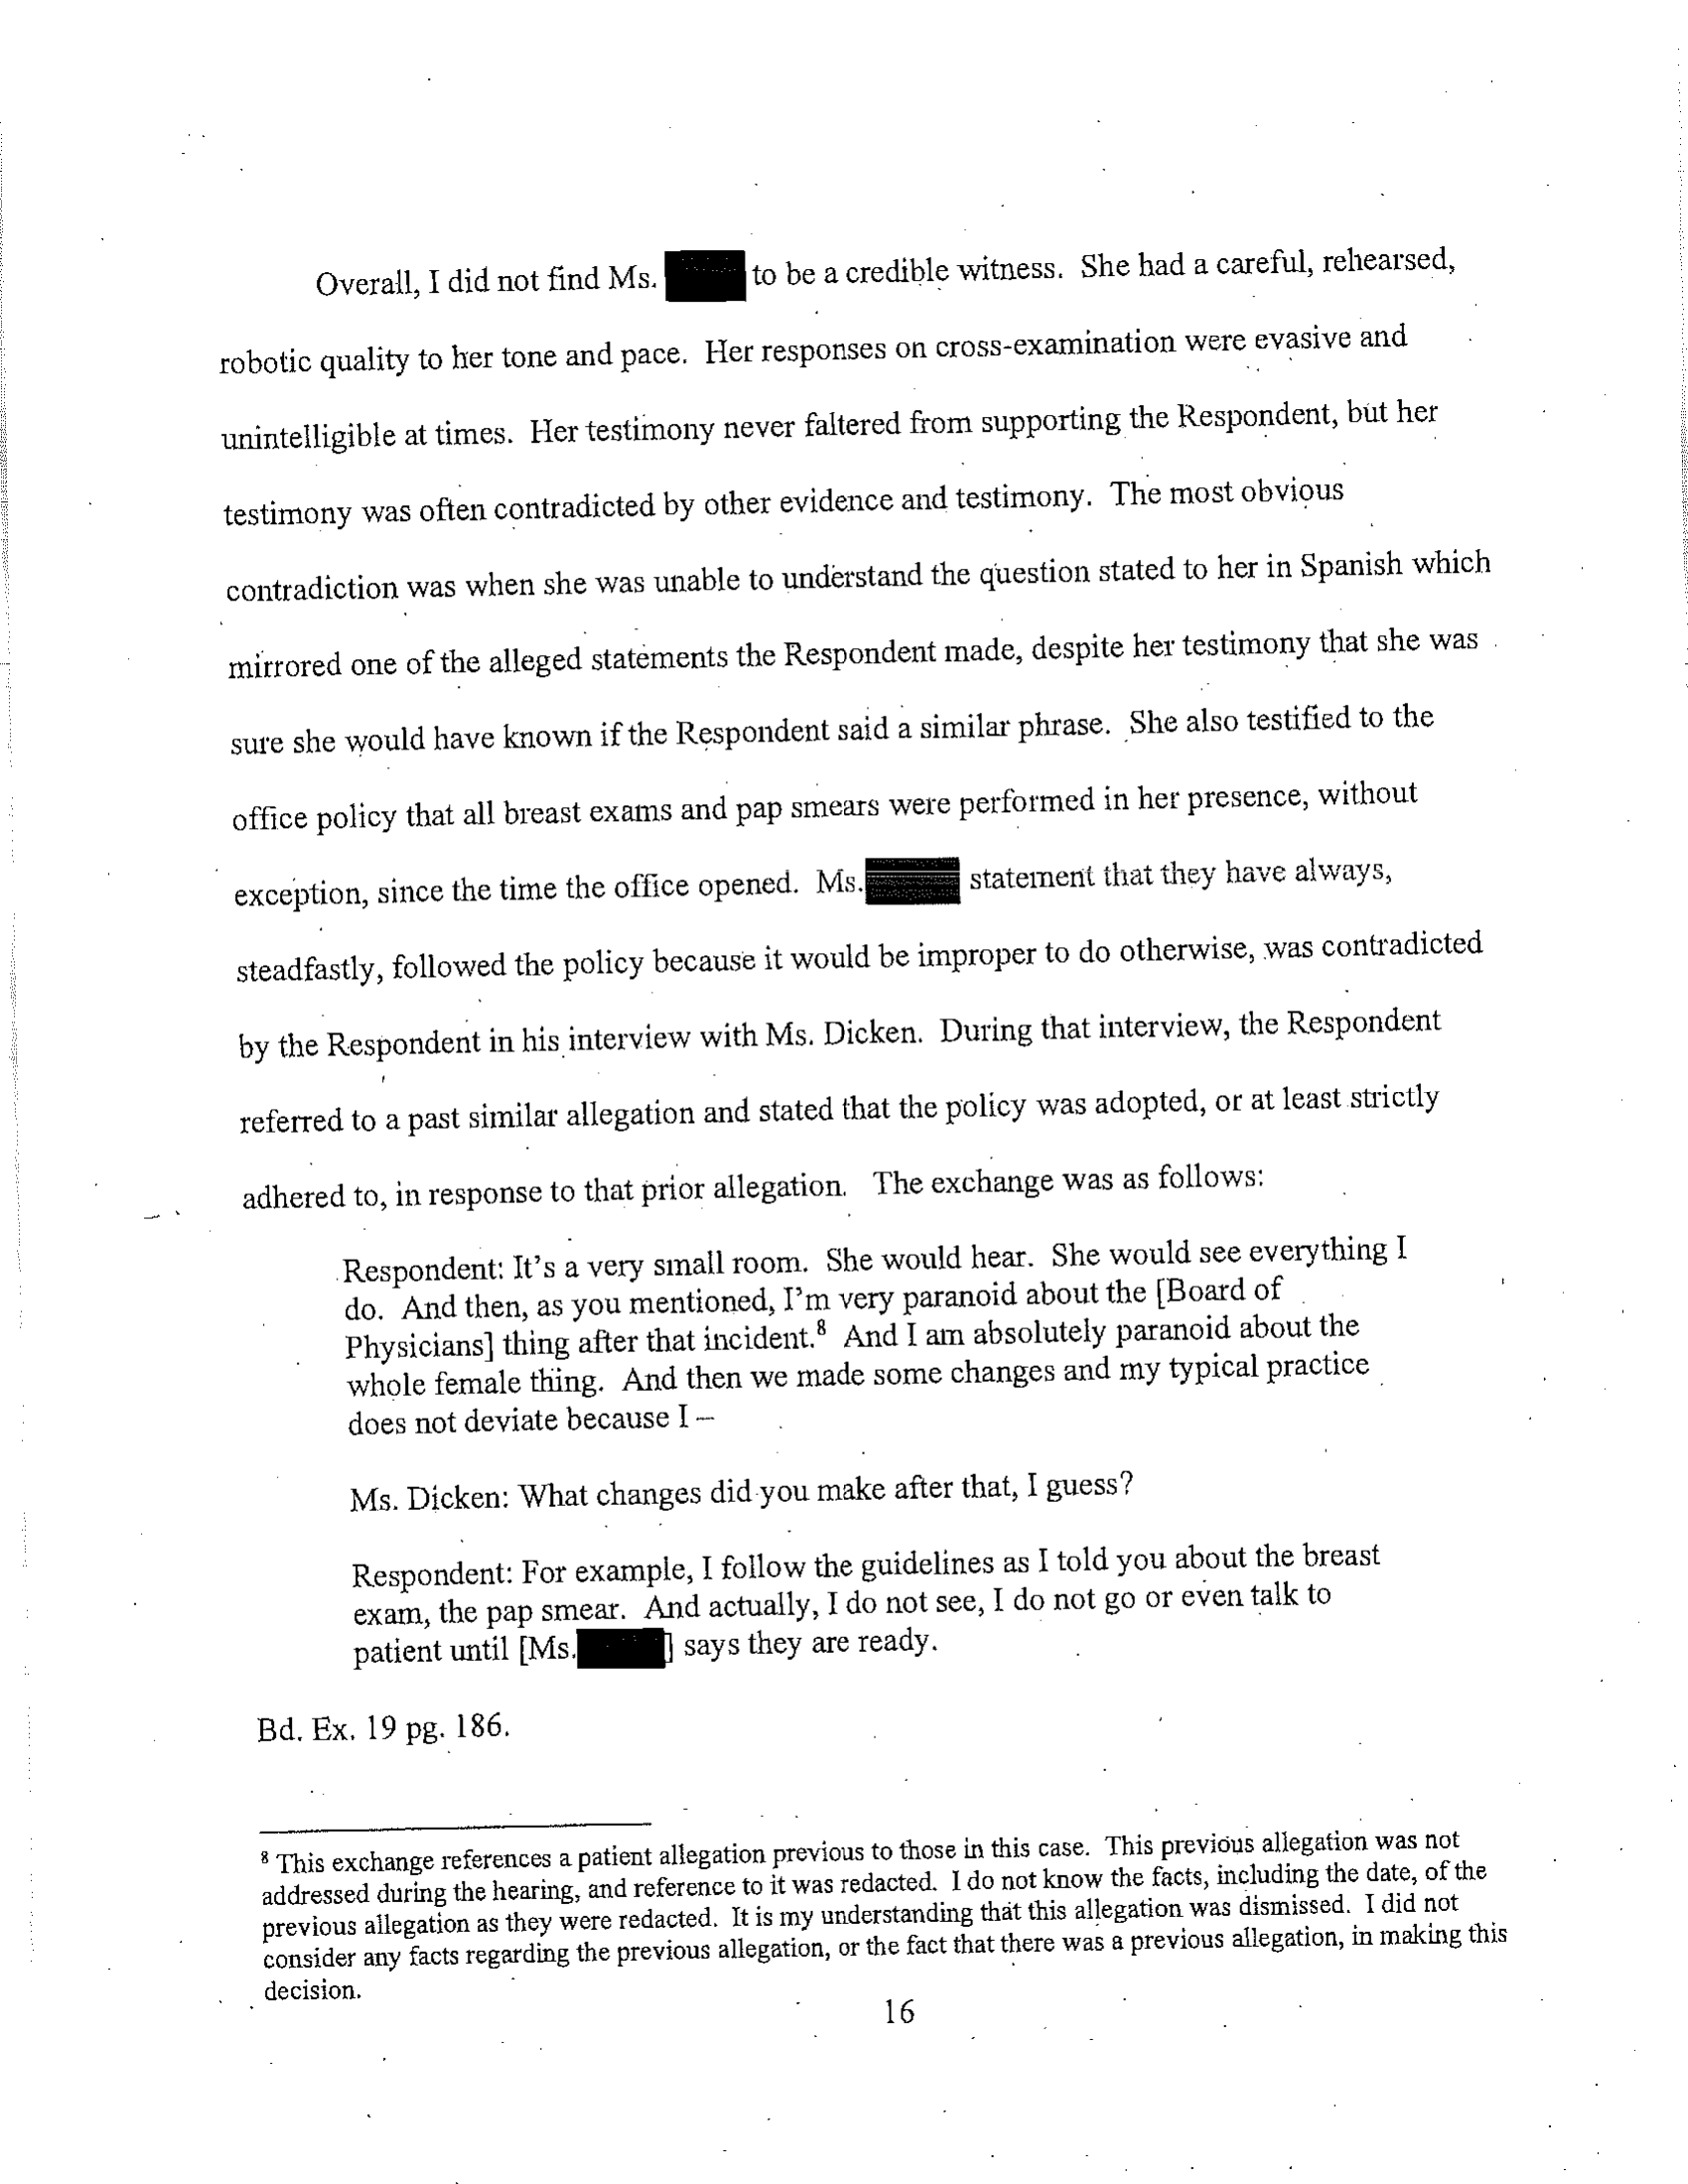 Overall, I did not find Ms. to be a credible witness. She had a careful, rehearsed,
robotic quality to her tone and pace. Her responses on cross-examination were evasive and
unintelligible at times. Her testimony never faltered from supporting the Respondent, but her
testimony was often contradicted by other evidence and testimony. The most obvious
contradiction was when she was unable to understand the question stated to her in Spanish which
mirrored one of the alleged statements the Respondent made, despite her testimony that she was
sure she would have known if the Respondent said a similar phrase. She also testified to the
office policy that all breast exams and pap smears were performed in her presence, without
exception, since the time the office opened. Ms. statement that they have always,
steadfastly, followed the policy because it would be improper to do otherwise, was contradicted
by the Respondent in his interview with Ms. Dicken. During that interview, the Respondent
referred to a past similar allegation and stated that the policy was adopted, or at least strictly
adhered to, in response to that prior allegation. The exchange was as follows:
Respondent: It's a very small room. She would hear. She would see everything I
do. And then, as you mentioned, I'm very paranoid about the [Board of
Physicians] thing after that incident.⁸ And I am absolutely paranoid about the
whole female thing. And then we made some changes and my typical practice
does not deviate because I –
Ms. Dicken: What changes did you make after that, I guess?
Respondent: For example, I follow the guidelines as I told you about the breast
exam, the pap smear. And actually, I do not see, I do not go or even talk to
patient until [Ms. ] says they are ready.
Bd. Ex. 19 pg. 186.
⁸ This exchange references a patient allegation previous to those in this case. This previous allegation was not
addressed during the hearing, and reference to it was redacted. I do not know the facts, including the date, of the
previous allegation as they were redacted. It is my understanding that this allegation was dismissed. I did not
consider any facts regarding the previous allegation, or the fact that there was a previous allegation, in making this
decision.
16